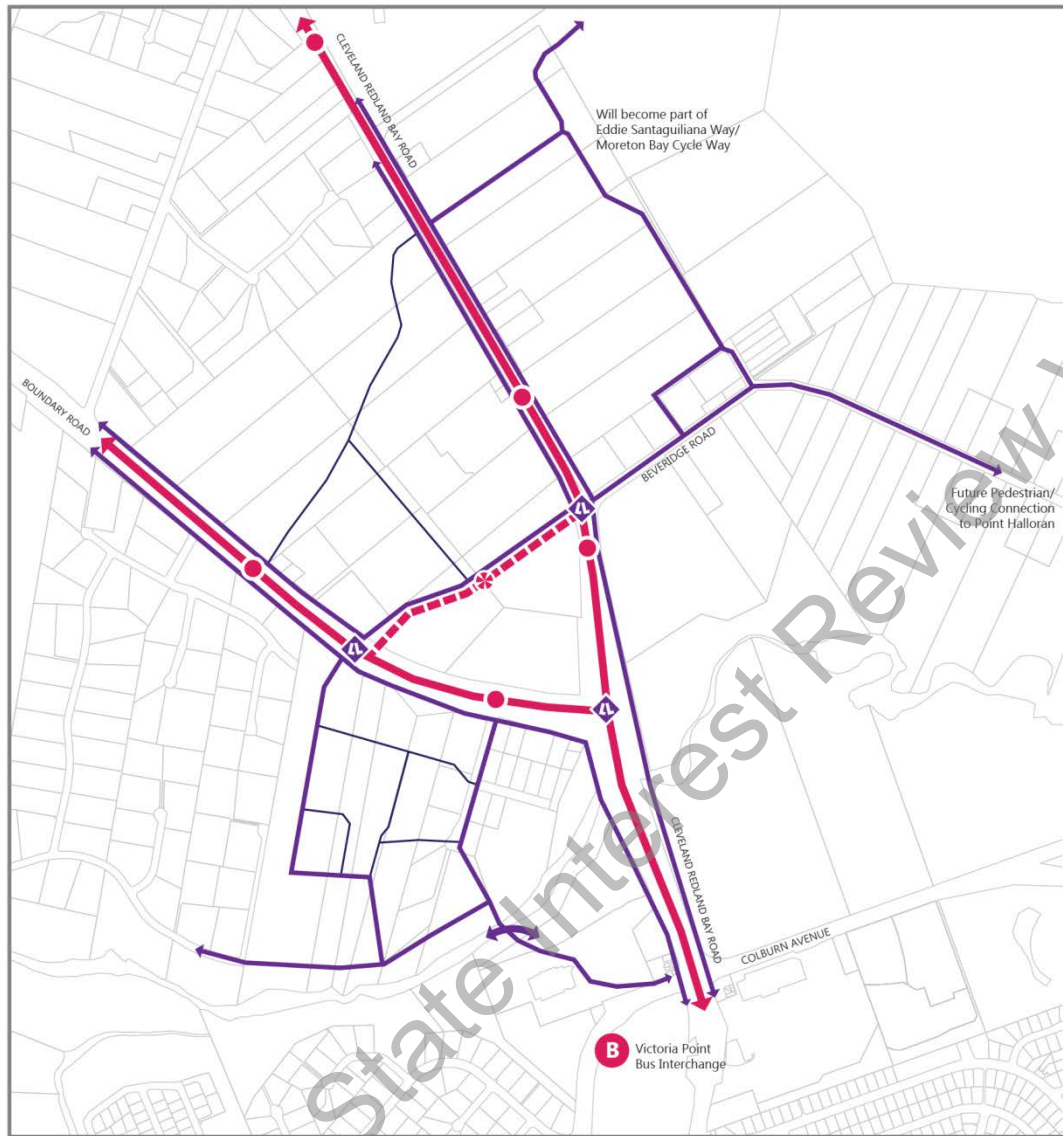 CLEVELAND REDLAND BAY ROAD
Will become part of
Eddie Santaguiliana Way/
Moreton Bay Cycle Way
BOUNDARY ROAD
BEVERIDGE ROAD
Future Pedestrian/
Cycling Connection
to Point Halloran
CLEVELAND REDLAND BAY ROAD
COLBURN AVENUE
B
Victoria Point
Bus Interchange
State Interest Review